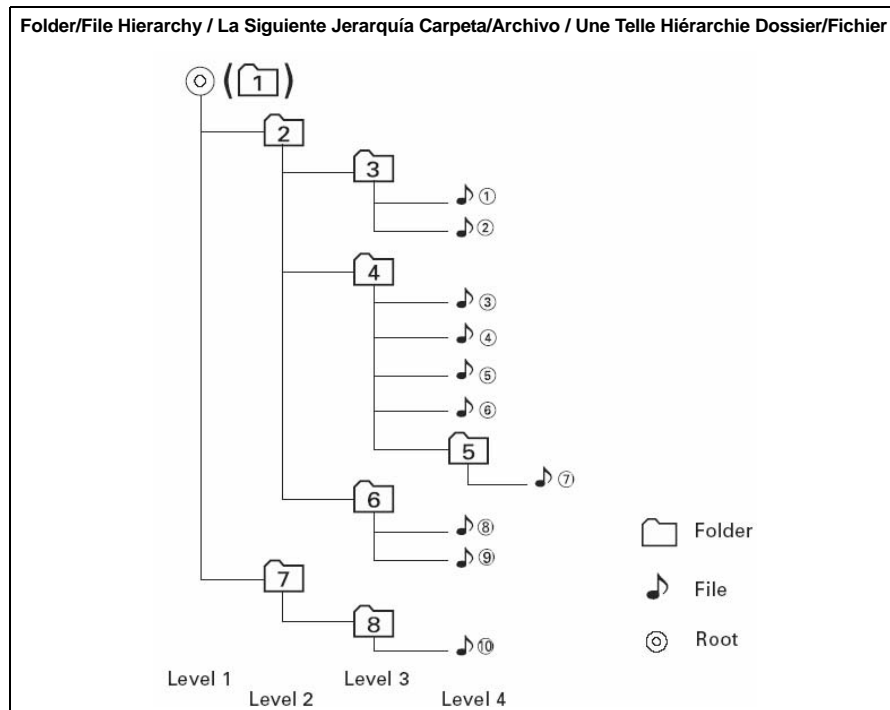 Folder/File Hierarchy / La Siguiente Jerarquía Carpeta/Archivo / Une Telle Hiérarchie Dossier/Fichier
(1)
2
3
①
②
4
③
④
⑤
⑥
5
⑦
6
⑧
⑨
7
8
⑩
Folder
File
Root
Level 1
Level 2
Level 3
Level 4